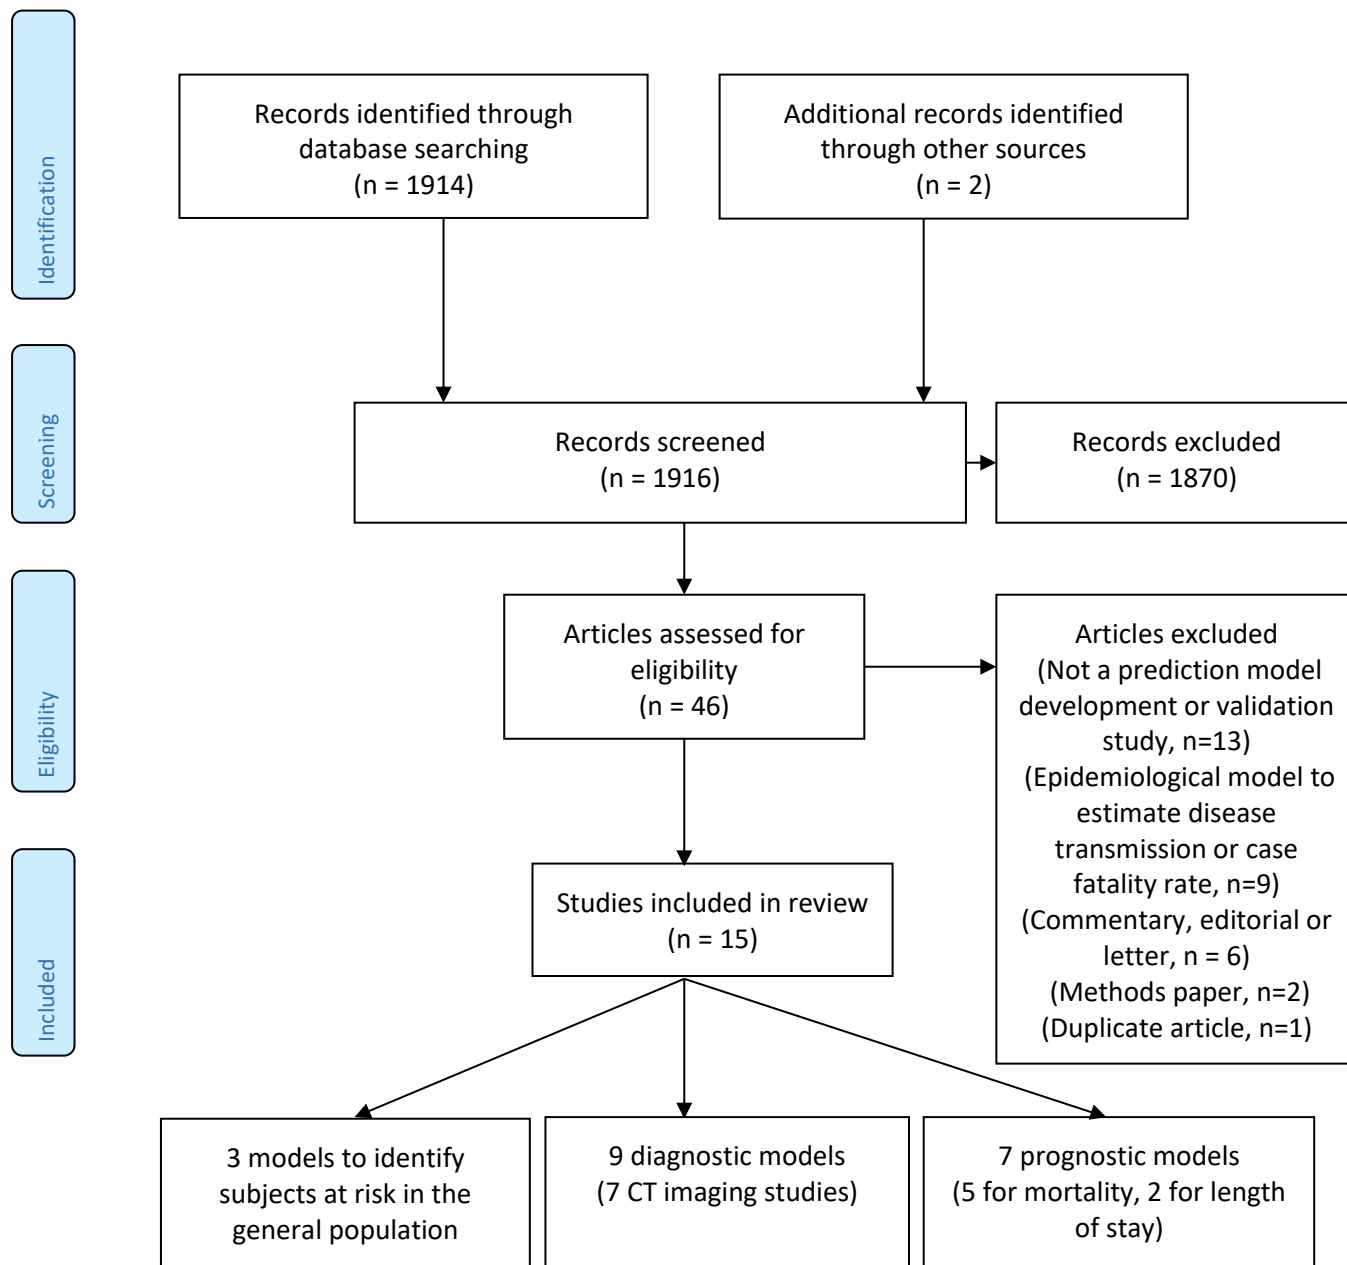 Identification
Records identified through
database searching
(n = 1914)
Additional records identified
through other sources
(n = 2)
Screening
Records screened
(n = 1916)
Records excluded
(n = 1870)
Eligibility
Articles assessed for
eligibility
(n = 46)
Articles excluded
(Not a prediction model
development or validation
study, n=13)
(Epidemiological model to
estimate disease
transmission or case
fatality rate, n=9)
(Commentary, editorial or
letter, n = 6)
(Methods paper, n=2)
(Duplicate article, n=1)
Included
Studies included in review
(n = 15)
3 models to identify
subjects at risk in the
general population
9 diagnostic models
(7 CT imaging studies)
7 prognostic models
(5 for mortality, 2 for length
of stay)